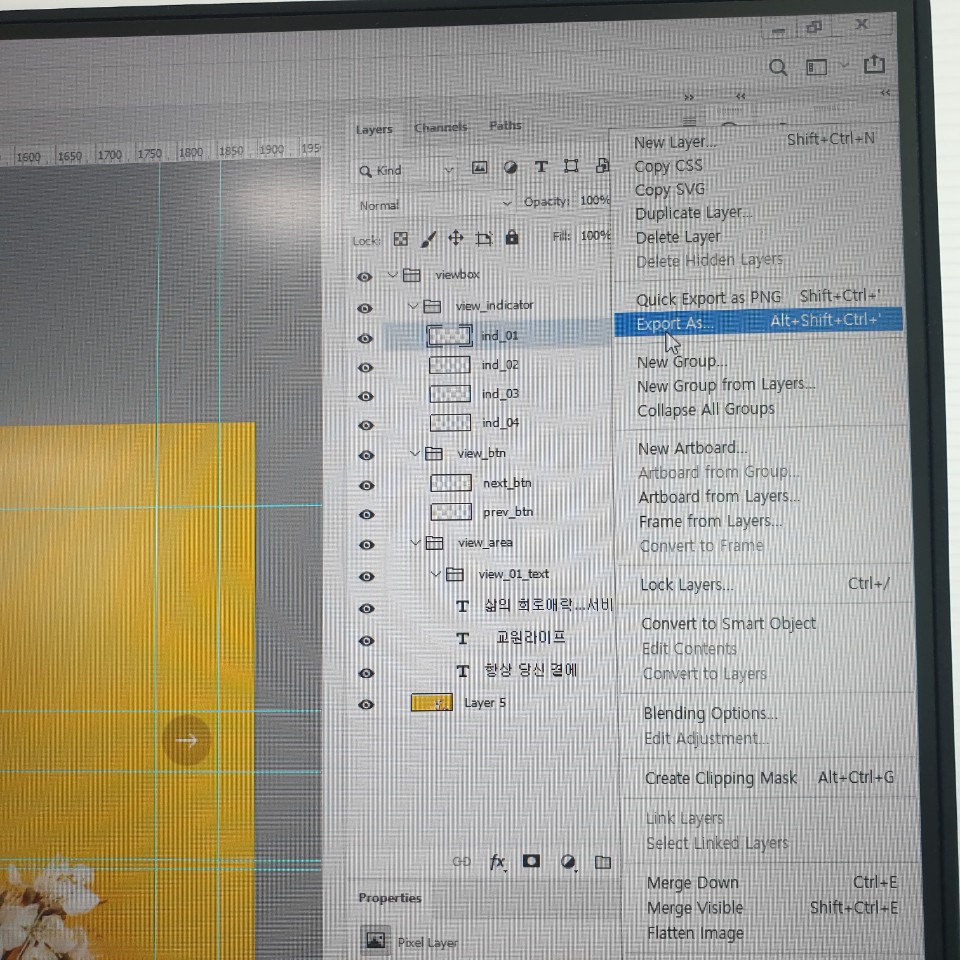 1600 1650 1700 1750 1800 1850 1900 195
Layers Channels Paths
Kind
Normal Opacity: 100%
Lock: Fill: 100%
viewbox
view_indicator
ind_01
ind_02
ind_03
ind_04
view_btn
next_btn
prev_btn
view_area
view_01_text
T 삶의 희로애락...서비
T 교원라이프
T 항상 당신 곁에
Layer 5
fx
Properties
Pixel Layer
New Layer... Shift+Ctrl+N
Copy CSS
Copy SVG
Duplicate Layer...
Delete Layer
Delete Hidden Layers
Quick Export as PNG Shift+Ctrl+'
Export As... Alt+Shift+Ctrl+'
New Group...
New Group from Layers...
Collapse All Groups
New Artboard...
Artboard from Group...
Artboard from Layers...
Frame from Layers...
Convert to Frame
Lock Layers... Ctrl+/
Convert to Smart Object
Edit Contents
Convert to Layers
Blending Options...
Edit Adjustment...
Create Clipping Mask Alt+Ctrl+G
Link Layers
Select Linked Layers
Merge Down Ctrl+E
Merge Visible Shift+Ctrl+E
Flatten Image